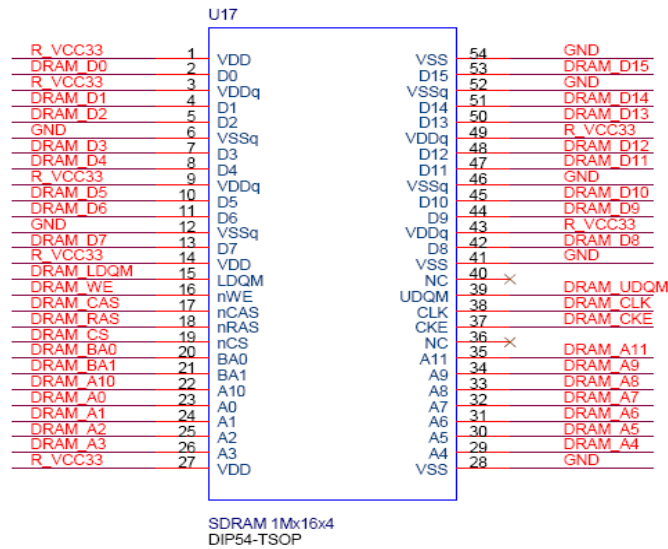 U17
R_VCC33 1 VDD VSS 54 GND
DRAM_D0 2 D0 D15 53 DRAM_D15
R_VCC33 3 VDDq VSSq 52 GND
DRAM_D1 4 D1 D14 51 DRAM_D14
DRAM_D2 5 D2 D13 50 DRAM_D13
GND 6 VSSq VDDq 49 R_VCC33
DRAM_D3 7 D3 D12 48 DRAM_D12
DRAM_D4 8 D4 D11 47 DRAM_D11
R_VCC33 9 VDDq VSSq 46 GND
DRAM_D5 10 D5 D10 45 DRAM_D10
DRAM_D6 11 D6 D9 44 DRAM_D9
GND 12 VSSq VDDq 43 R_VCC33
DRAM_D7 13 D7 D8 42 DRAM_D8
R_VCC33 14 VDD VSS 41 GND
DRAM_LDQM 15 LDQM NC 40
DRAM_WE 16 nWE UDQM 39 DRAM_UDQM
DRAM_CAS 17 nCAS CLK 38 DRAM_CLK
DRAM_RAS 18 nRAS CKE 37 DRAM_CKE
DRAM_CS 19 nCS NC 36
DRAM_BA0 20 BA0 A11 35 DRAM_A11
DRAM_BA1 21 BA1 A9 34 DRAM_A9
DRAM_A10 22 A10 A8 33 DRAM_A8
DRAM_A0 23 A0 A7 32 DRAM_A7
DRAM_A1 24 A1 A6 31 DRAM_A6
DRAM_A2 25 A2 A5 30 DRAM_A5
DRAM_A3 26 A3 A4 29 DRAM_A4
R_VCC33 27 VDD VSS 28 GND
SDRAM 1Mx16x4
DIP54-TSOP